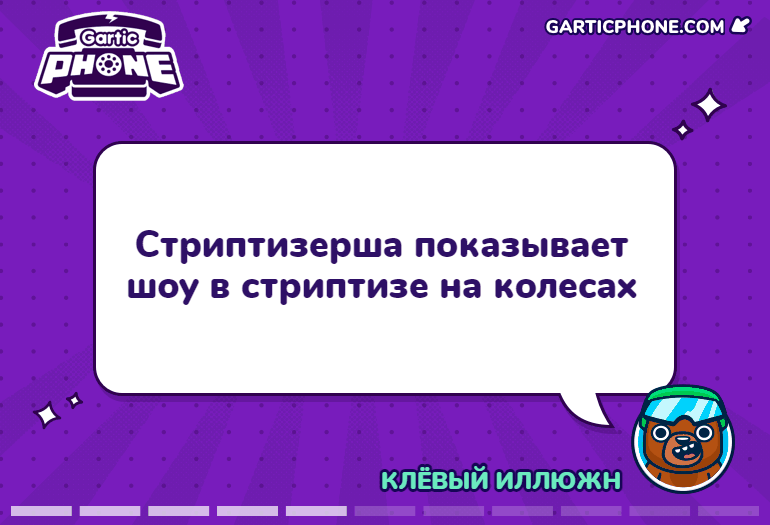 Gartic
PHONE
GARTICPHONE.COM
Стриптизерша показывает
шоу в стриптизе на колесах
КЛЁВЫЙ ИЛЛЮЖН